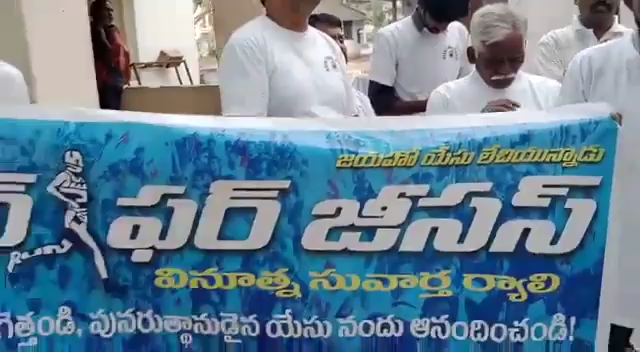 జయహో యేసు లేచియున్నాడు
ఫర్ జీసస్
వినూత్న సువార్త ర్యాలి
పునరుత్థానుడైన యేసు నందు ఆనందించండి!